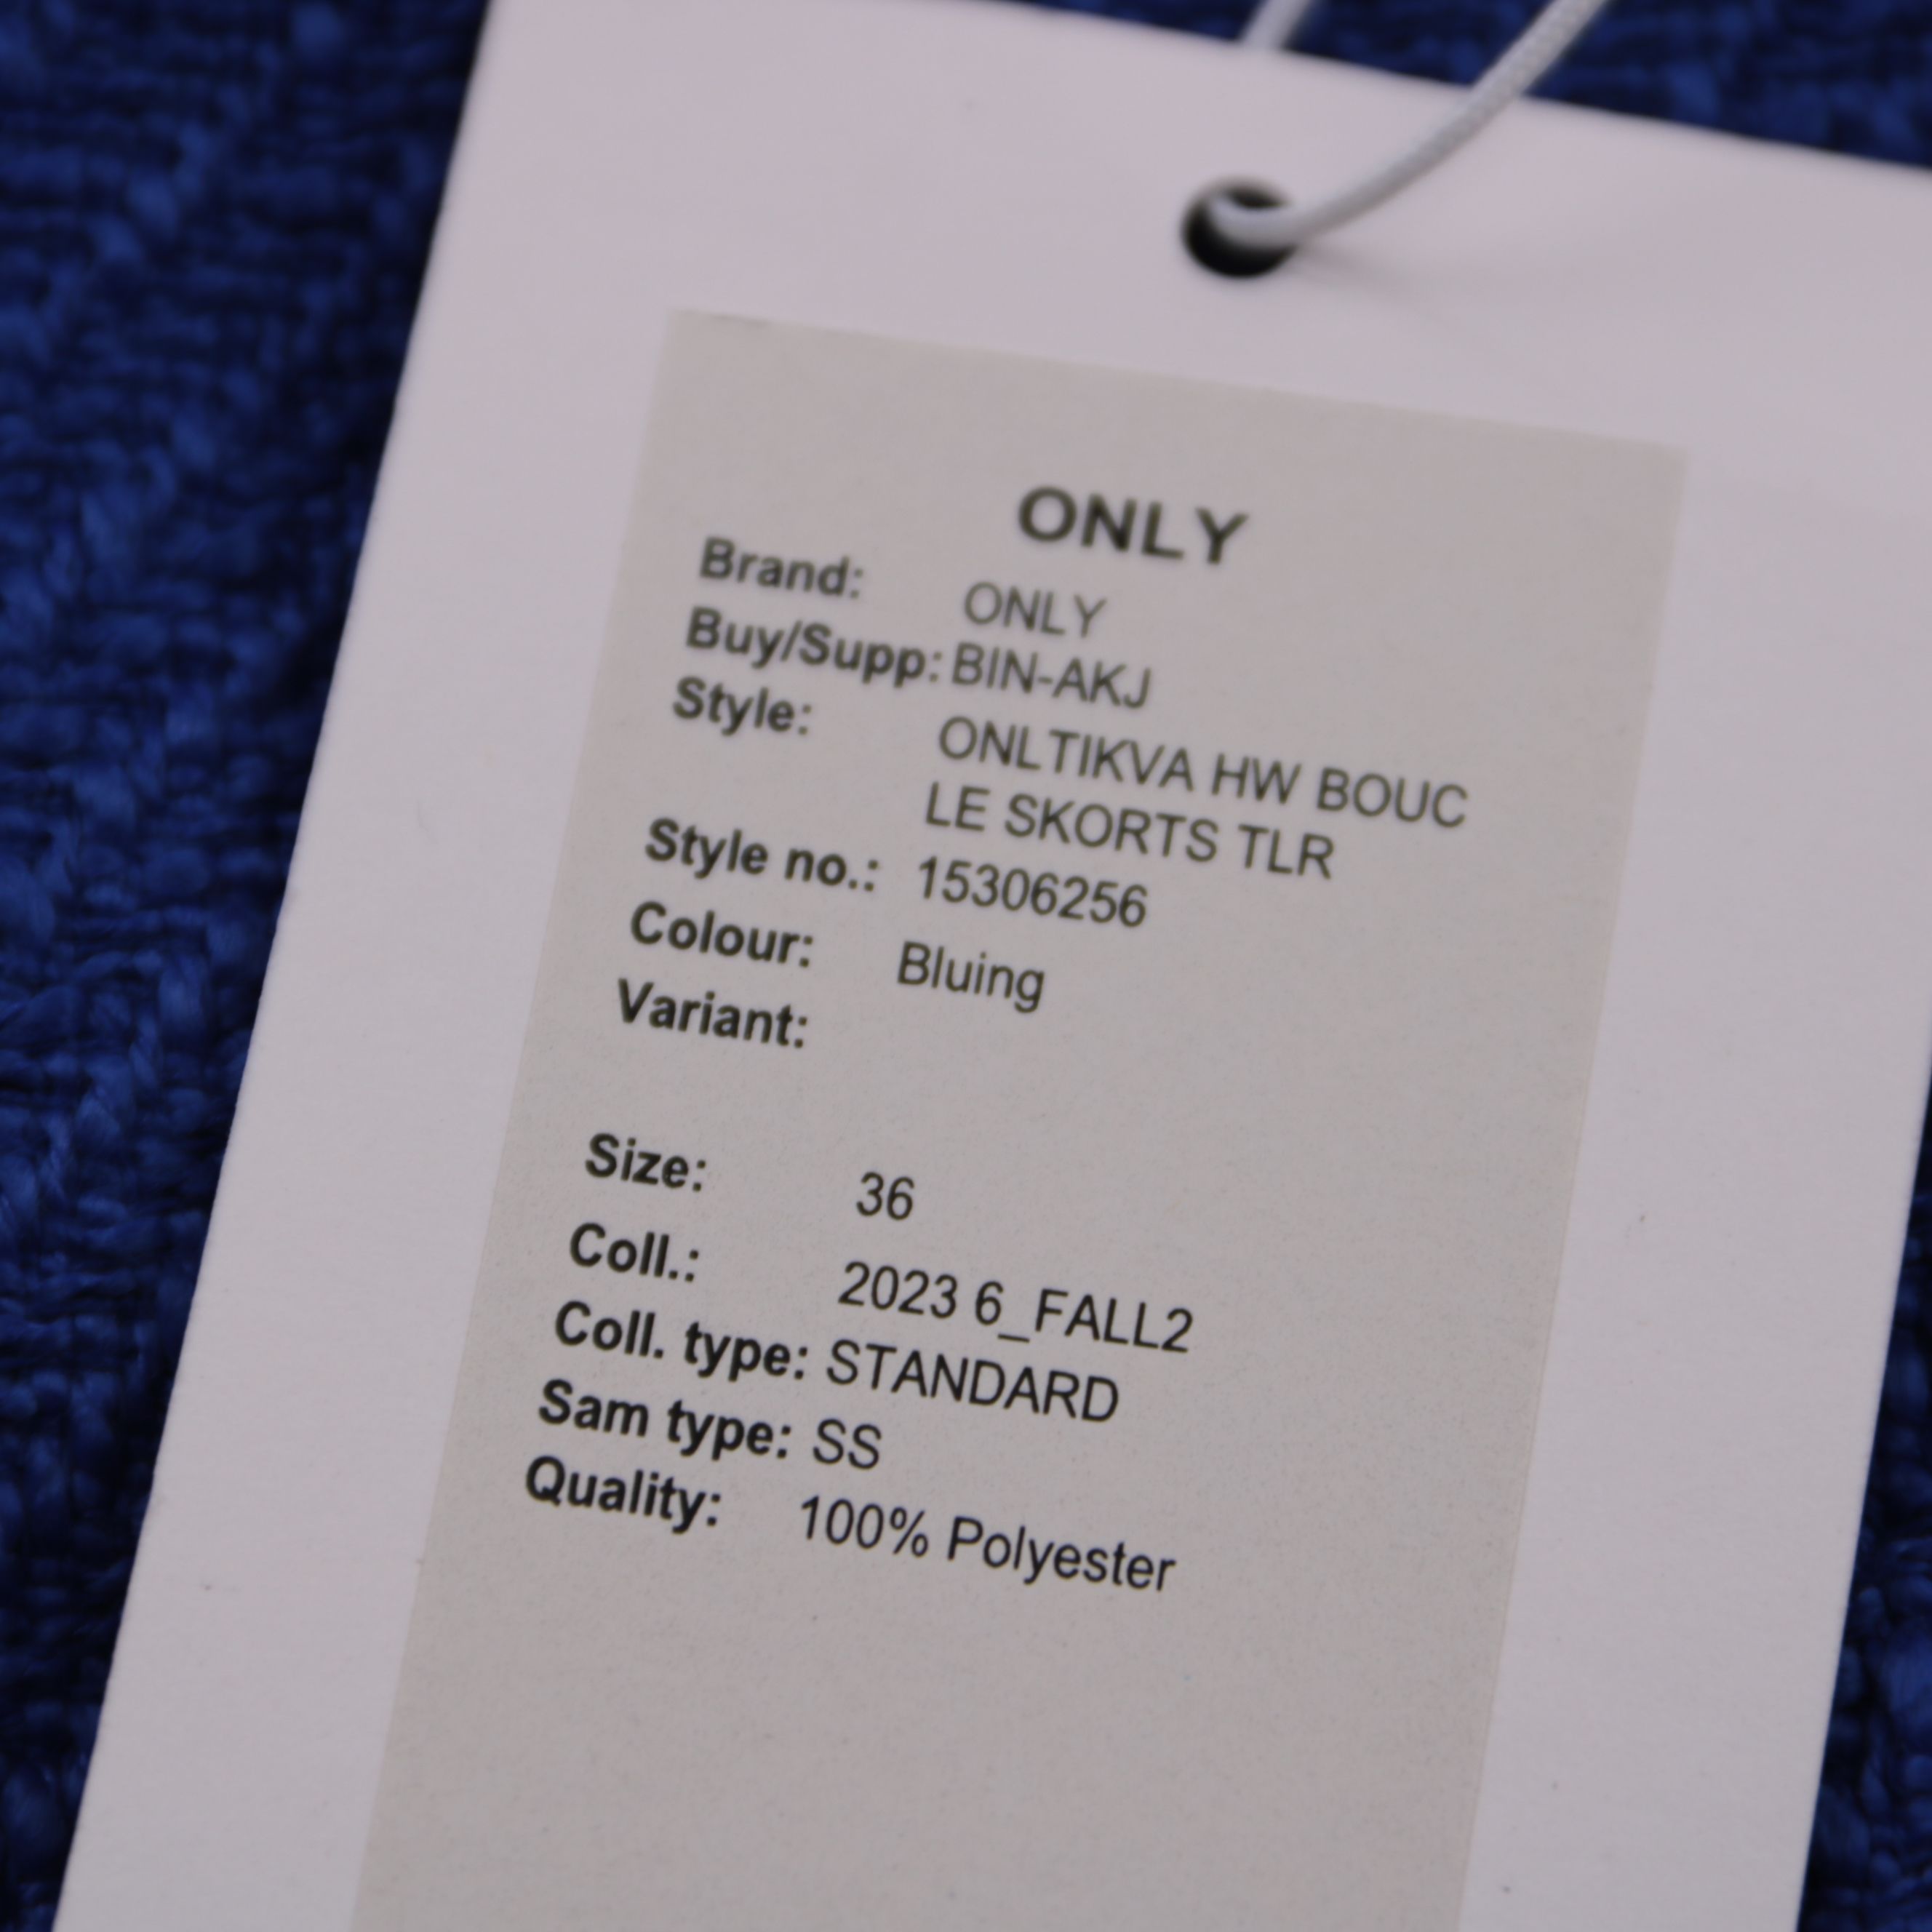 ONLY
Brand: ONLY
Buy/Supp: BIN-AKJ
Style: ONLTIKVA HW BOUC
LE SKORTS TLR
Style no.: 15306256
Colour: Bluing
Variant:
Size: 36
Coll.: 2023 6_FALL2
Coll. type: STANDARD
Sam type: SS
Quality: 100% Polyester